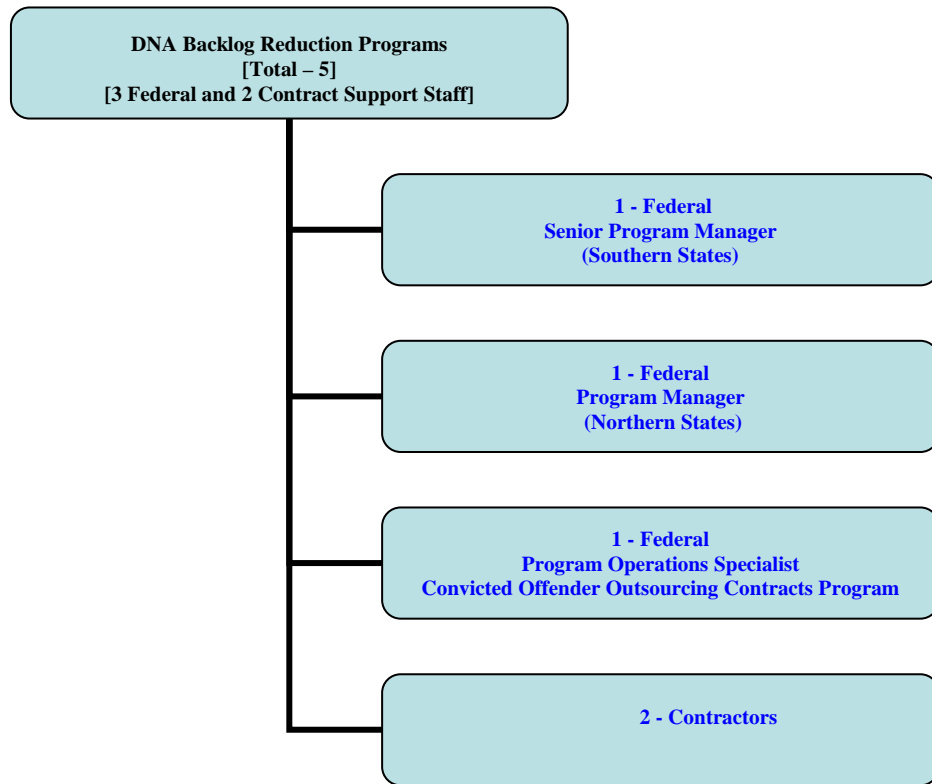 DNA Backlog Reduction Programs
[Total – 5]
[3 Federal and 2 Contract Support Staff]
1 - Federal
Senior Program Manager
(Southern States)
1 - Federal
Program Manager
(Northern States)
1 - Federal
Program Operations Specialist
Convicted Offender Outsourcing Contracts Program
2 - Contractors